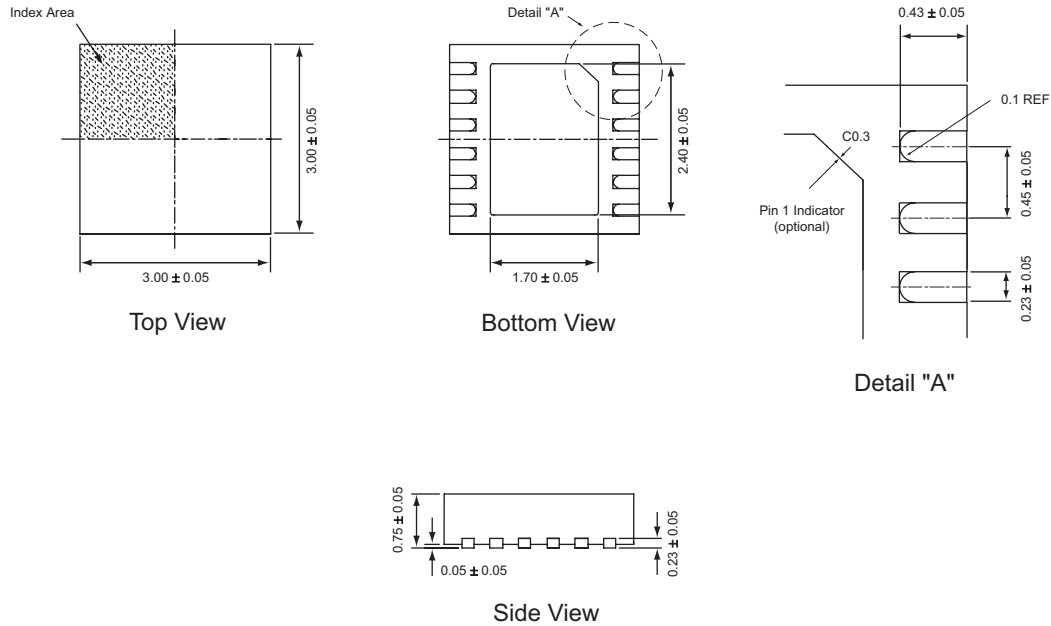 Index Area
3.00 ± 0.05
3.00 ± 0.05
Top View
Detail "A"
2.40 ± 0.05
1.70 ± 0.05
Bottom View
0.43 ± 0.05
0.1 REF
C0.3
0.45 ± 0.05
Pin 1 Indicator
(optional)
0.23 ± 0.05
Detail "A"
0.75 ± 0.05
0.05 ± 0.05
0.23 ± 0.05
Side View